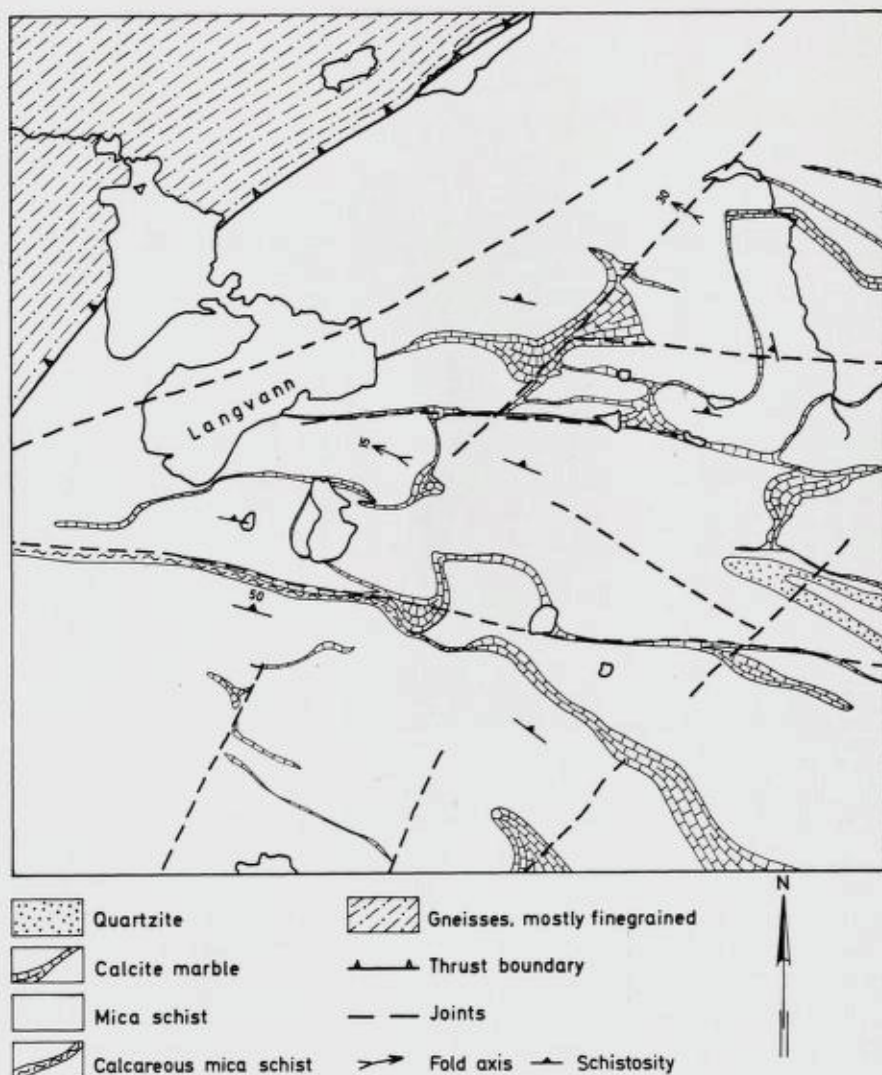 30
Langvann
15
50
N
Quartzite
Gneisses, mostly finegrained
Calcite marble
Thrust boundary
Mica schist
Joints
Calcareous mica schist
Fold axis
Schistosity